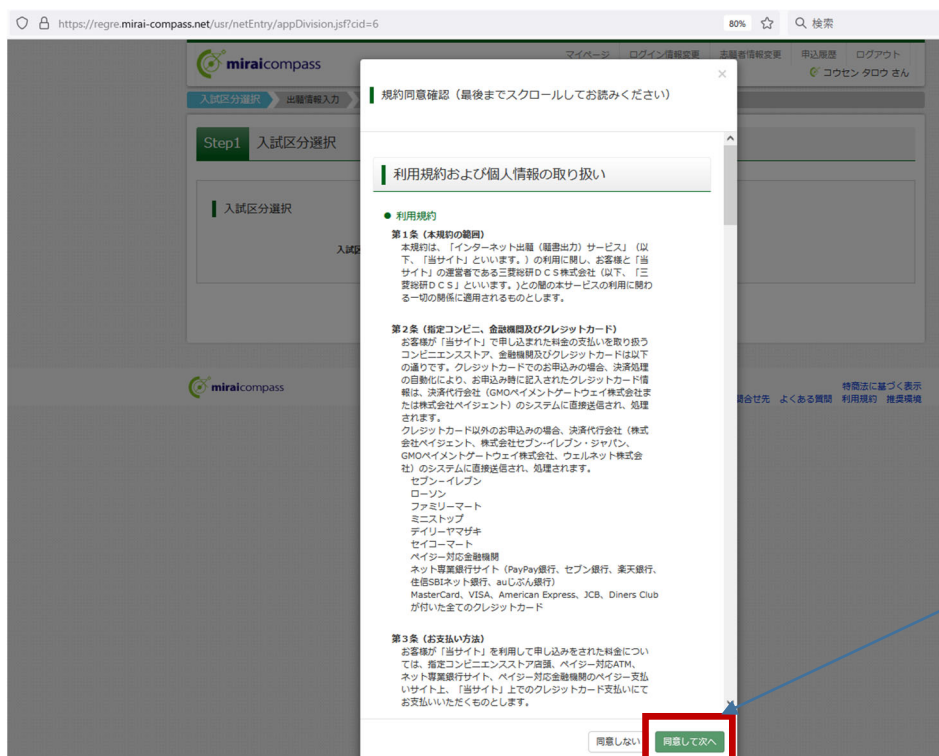 https://regre.mirai-compass.net/usr/netEntry/appDivision.jsf?cid=6
80%
検索
miraicompass
マイページ ログイン情報変更 志願者情報変更 申込履歴 ログアウト
コウセン タロウ さん
入試区分選択 出願情報入力
Step1 入試区分選択
入試区分選択
入試区
規約同意確認（最後までスクロールしてお読みください）
×
利用規約および個人情報の取り扱い
● 利用規約
第１条（本規約の範囲）
本規約は、「インターネット出願（願書出力）サービス」（以
下、「当サイト」といいます。）の利用に関し、お客様と「当
サイト」の運営者である三菱総研ＤＣＳ株式会社（以下、「三
菱総研ＤＣＳ」といいます。)との間の本サービスの利用に関わ
る一切の関係に適用されるものとします。
第２条（指定コンビニ、金融機関及びクレジットカード）
お客様が「当サイト」で申し込まれた料金の支払いを取り扱う
コンビニエンスストア、金融機関及びクレジットカードは以下
の通りです。クレジットカードでのお申込みの場合、決済処理
の自動化により、お申込み時に記入されたクレジットカード情
報は、決済代行会社（GMOペイメントゲートウェイ株式会社ま
たは株式会社ペイジェント）のシステムに直接送信され、処理
されます。
クレジットカード以外のお申込みの場合、決済代行会社（株式
会社ペイジェント、株式会社セブン‐イレブン・ジャパン、
GMOペイメントゲートウェイ株式会社、ウェルネット株式会
社）のシステムに直接送信され、処理されます。
セブン－イレブン
ローソン
ファミリーマート
ミニストップ
デイリーヤマザキ
セイコーマート
ペイジー対応金融機関
ネット専業銀行サイト（PayPay銀行、セブン銀行、楽天銀行、
住信SBIネット銀行、auじぶん銀行）
MasterCard、VISA、American Express、JCB、Diners Club
が付いた全てのクレジットカード
第３条（お支払い方法）
お客様が「当サイト」を利用して申し込みをされた料金につい
ては、指定コンビニエンスストア店頭、ペイジー対応ATM、
ネット専業銀行サイト、ペイジー対応金融機関のペイジー支払
いサイト上、「当サイト」上でのクレジットカード支払いにて
お支払いいただくものとします。
同意しない 同意して次へ
miraicompass
特商法に基づく表示
問合せ先 よくある質問 利用規約 推奨環境